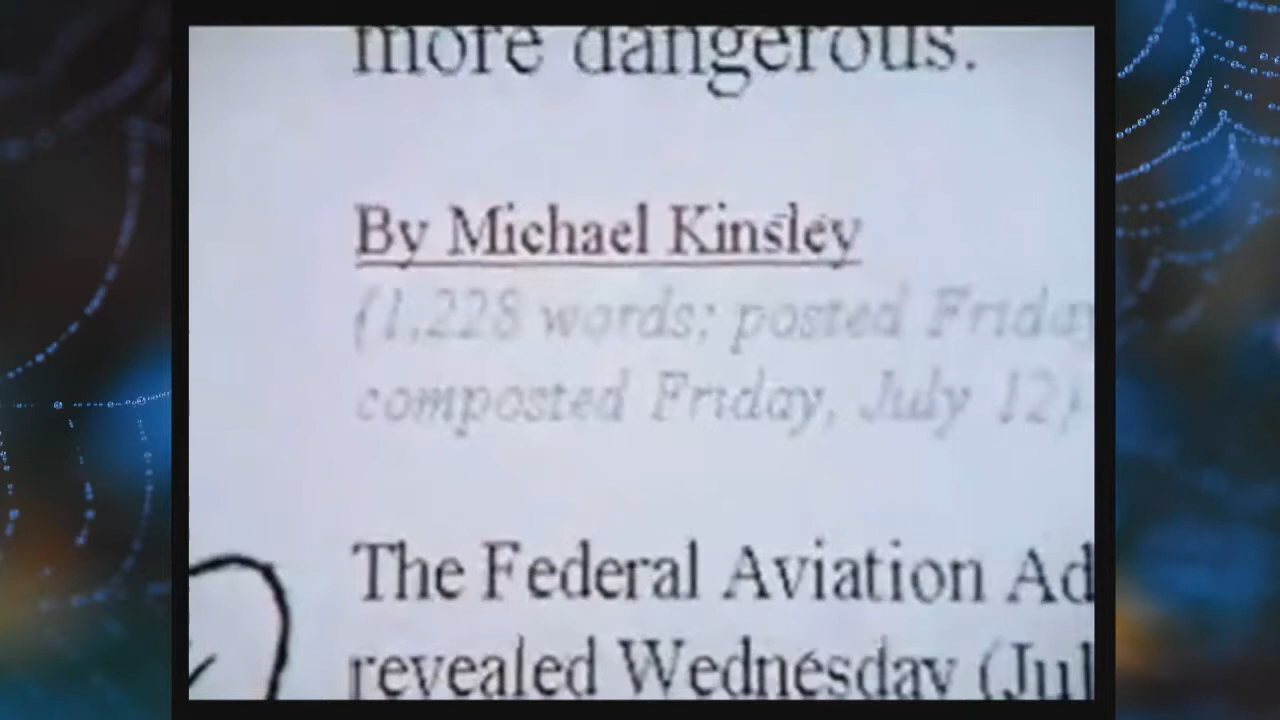 more dangerous.
By Michael Kinsley
(1,228 words; posted Friday
composted Friday, July 12)
The Federal Aviation Ad
revealed Wednesday (Jul